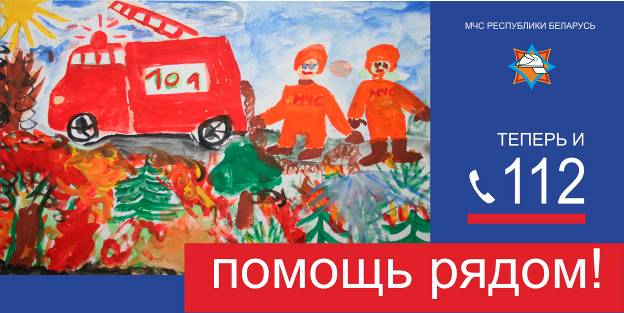 101
МЧС
МЧС
МЧС РЕСПУБЛИКИ БЕЛАРУСЬ
ТЕПЕРЬ И
112
помощь рядом!